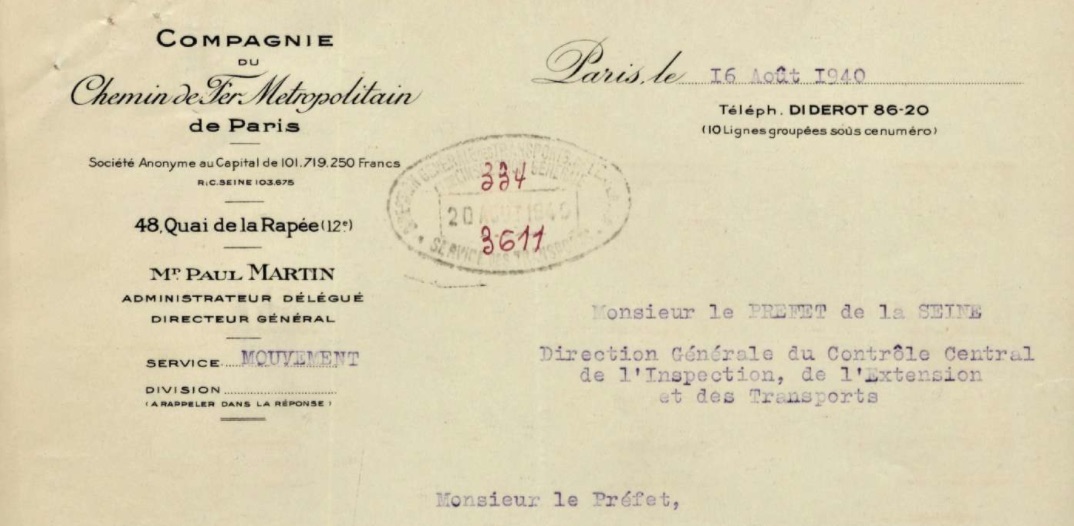 COMPAGNIE
DU
Chemin de Fer Metropolitain
de Paris
Société Anonyme au Capital de 101.719.250 Francs
R.C. SEINE 103.675
48, Quai de la Rapée (12e)
Mr. PAUL MARTIN
ADMINISTRATEUR DÉLÉGUÉ
DIRECTEUR GÉNÉRAL
SERVICE MOUVEMENT
DIVISION
(A RAPPELER DANS LA RÉPONSE)
Paris, le 16 Août 1940
Téléph. DIDEROT 86-20
(10 Lignes groupées sous ce numéro)
334
20 AOUT 1940
3611
SERVICE DES TRANSPORTS
Monsieur le PREFET de la SEINE
Direction Générale du Contrôle Central
de l'Inspection, de l'Extension
et des Transports
Monsieur le Préfet,